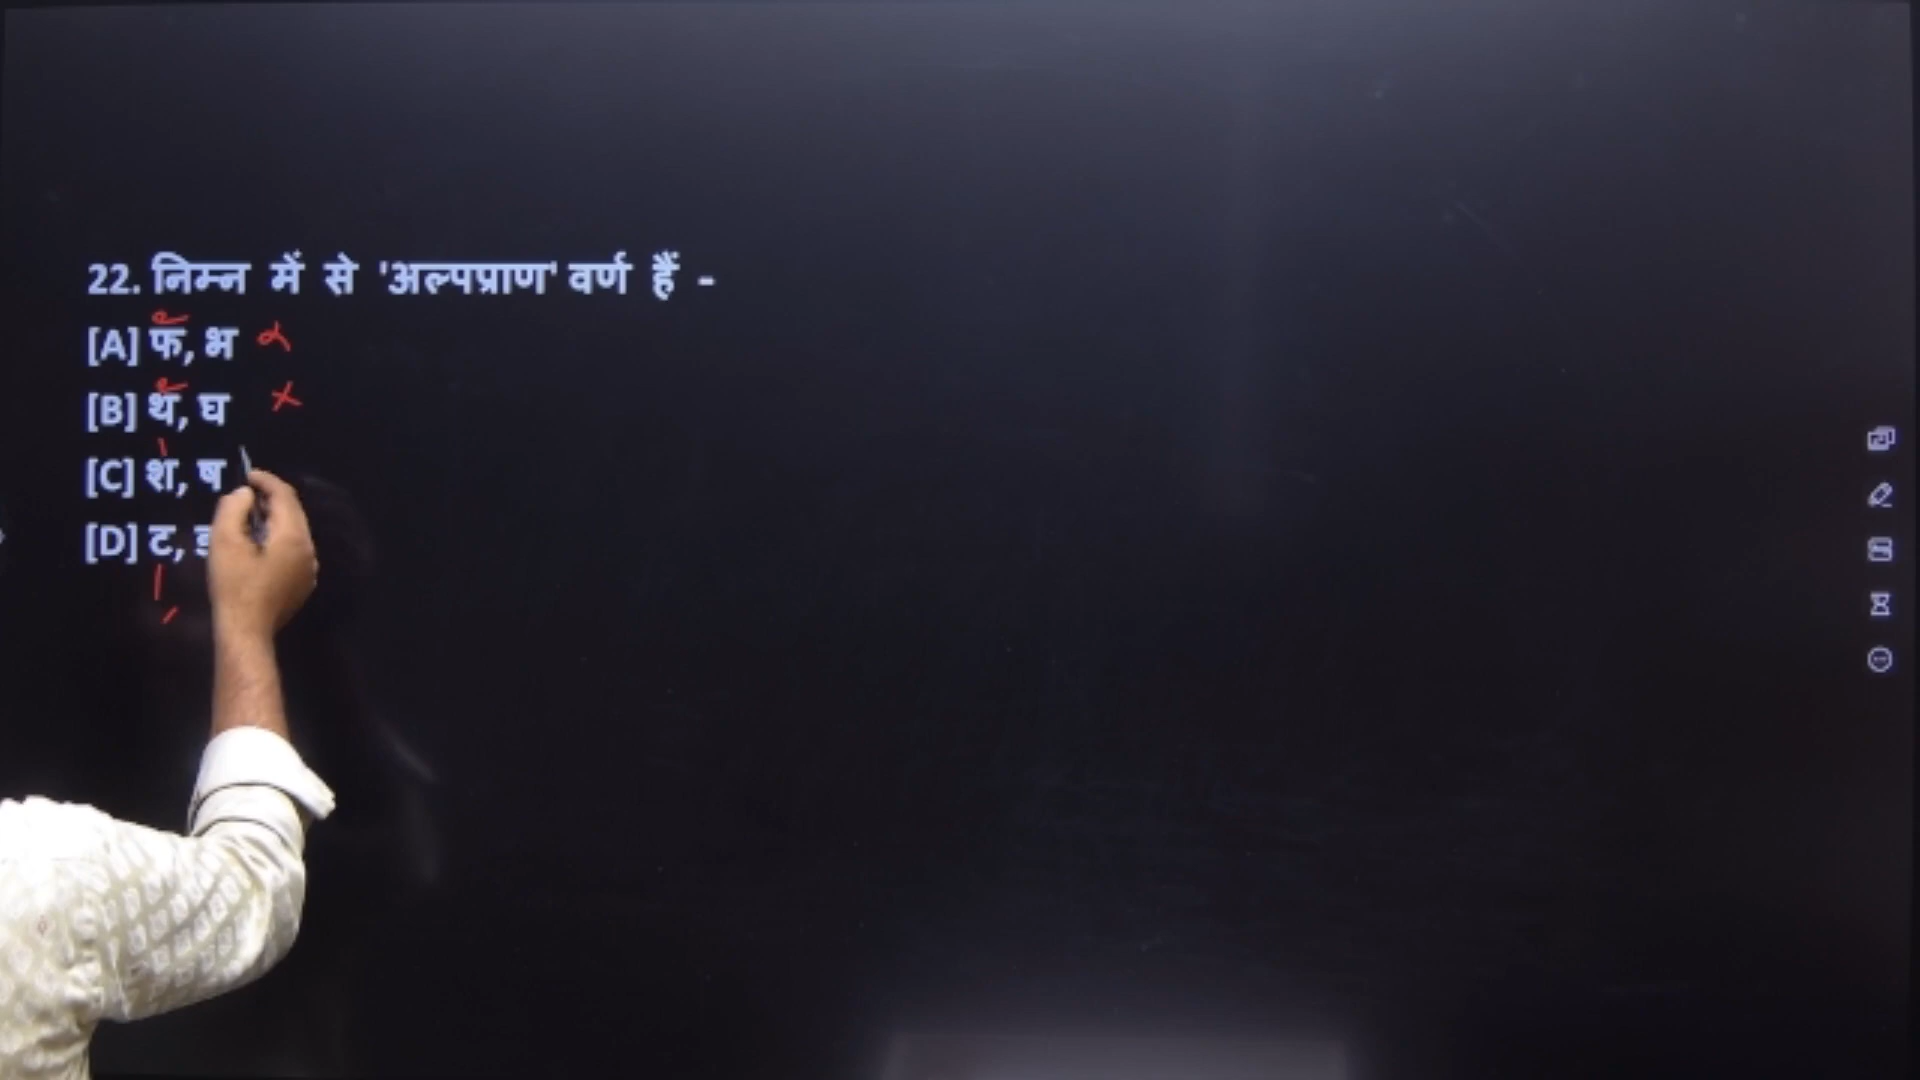 22. निम्न में से 'अल्पप्राण' वर्ण हैं -
[A] फ, भ
[B] थ, घ
[C] श, ष
[D] ट,